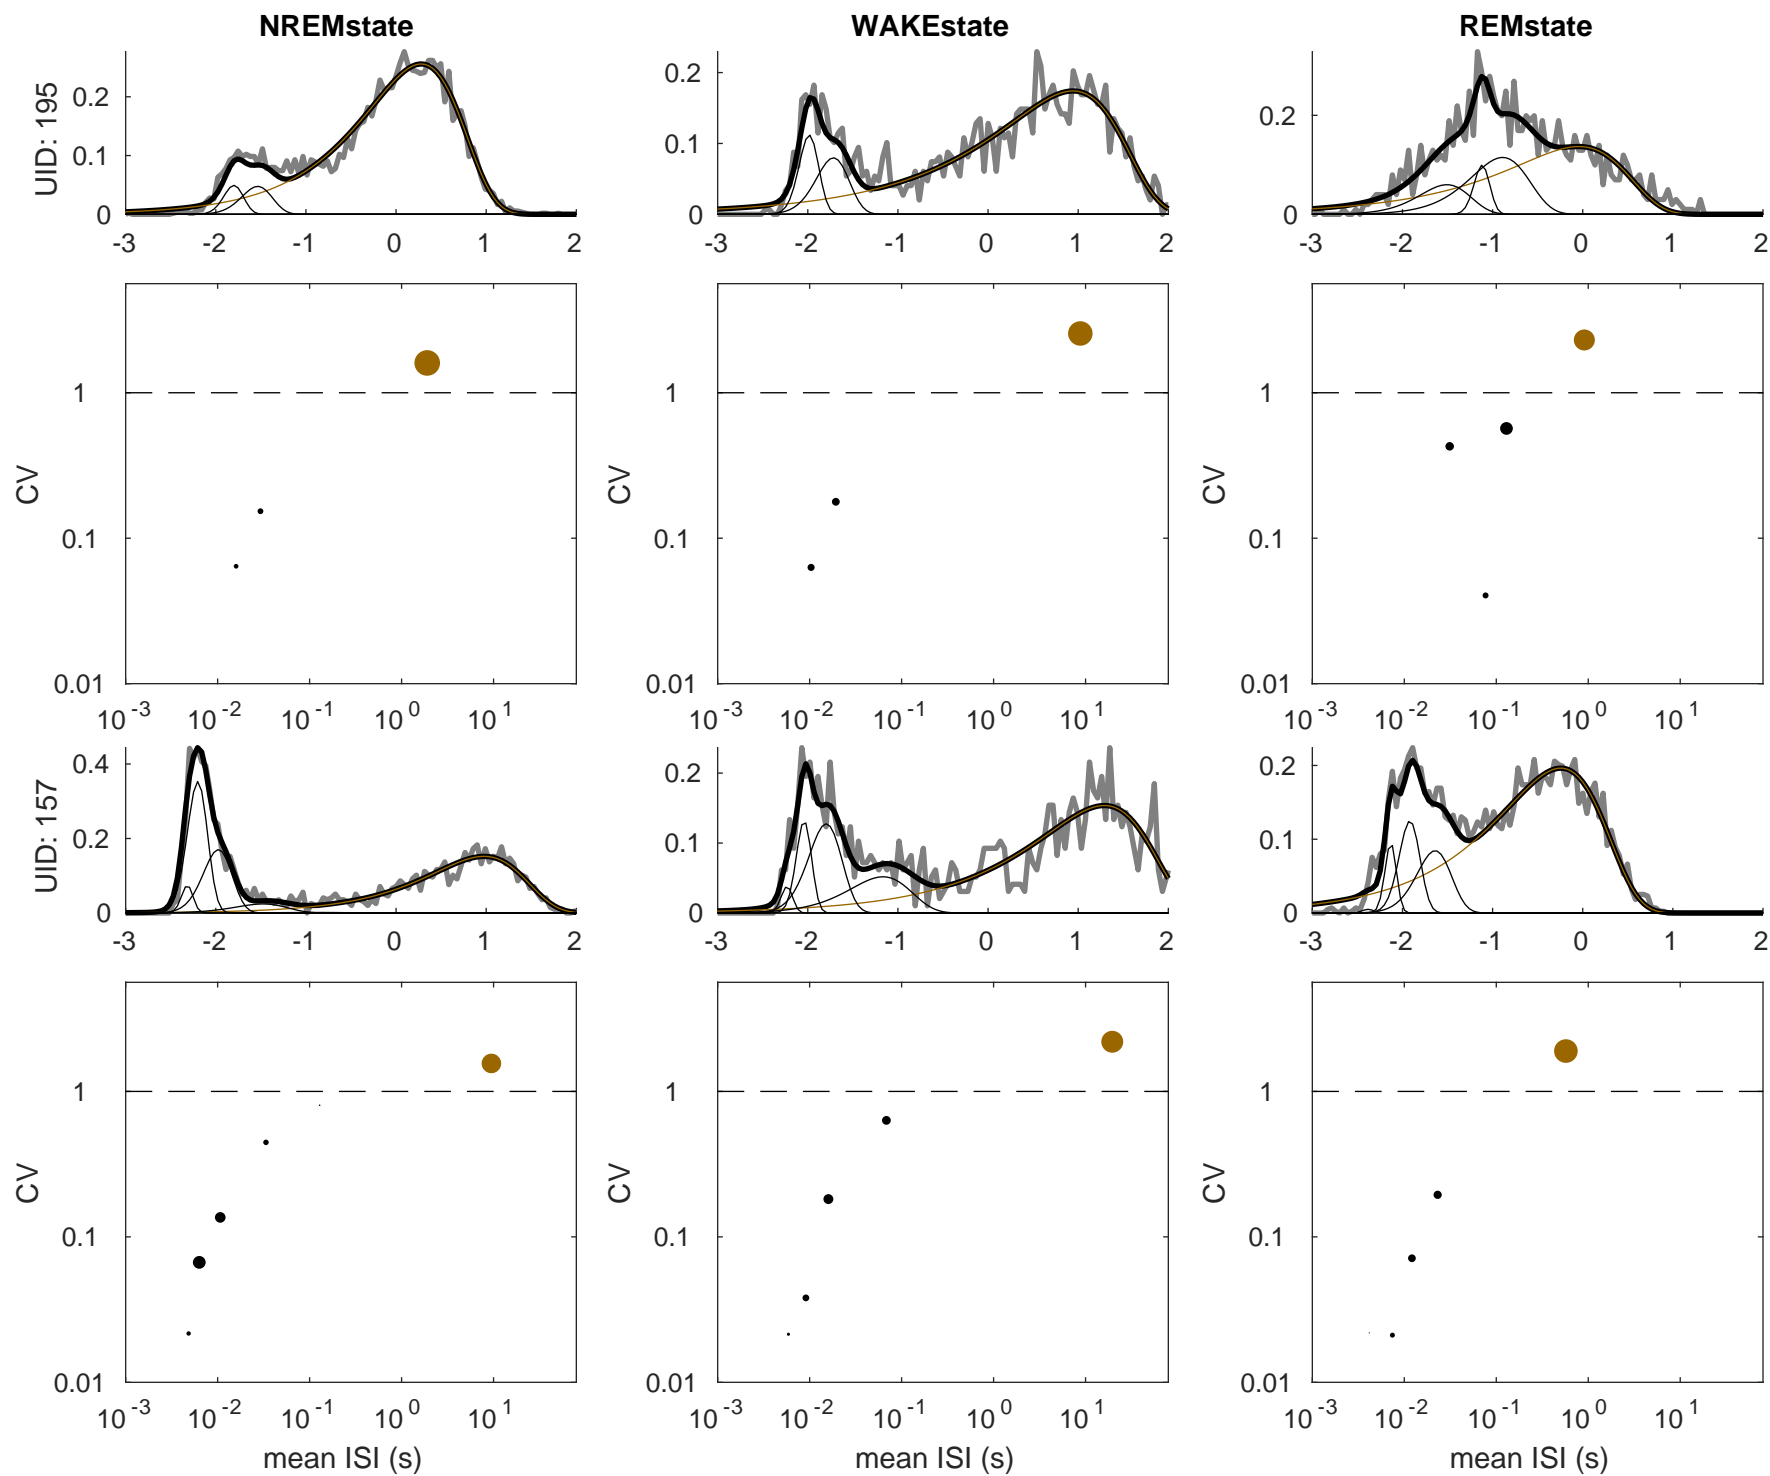 NREMstate WAKEstate REMstate
UID: 195
0.2 0.1 0
0.2 0.1 0
0.2 0
-3 -2 -1 0 1 2
-3 -2 -1 0 1 2
-3 -2 -1 0 1 2
CV 1 0.1 0.01
CV 1 0.1 0.01
CV 1 0.1 0.01
10^-3 10^-2 10^-1 10^0 10^1
10^-3 10^-2 10^-1 10^0 10^1
10^-3 10^-2 10^-1 10^0 10^1
UID: 157
0.4 0.2 0
0.2 0.1 0
0.2 0.1 0
-3 -2 -1 0 1 2
-3 -2 -1 0 1 2
-3 -2 -1 0 1 2
CV 1 0.1 0.01
CV 1 0.1 0.01
CV 1 0.1 0.01
10^-3 10^-2 10^-1 10^0 10^1
10^-3 10^-2 10^-1 10^0 10^1
10^-3 10^-2 10^-1 10^0 10^1
mean ISI (s) mean ISI (s) mean ISI (s)